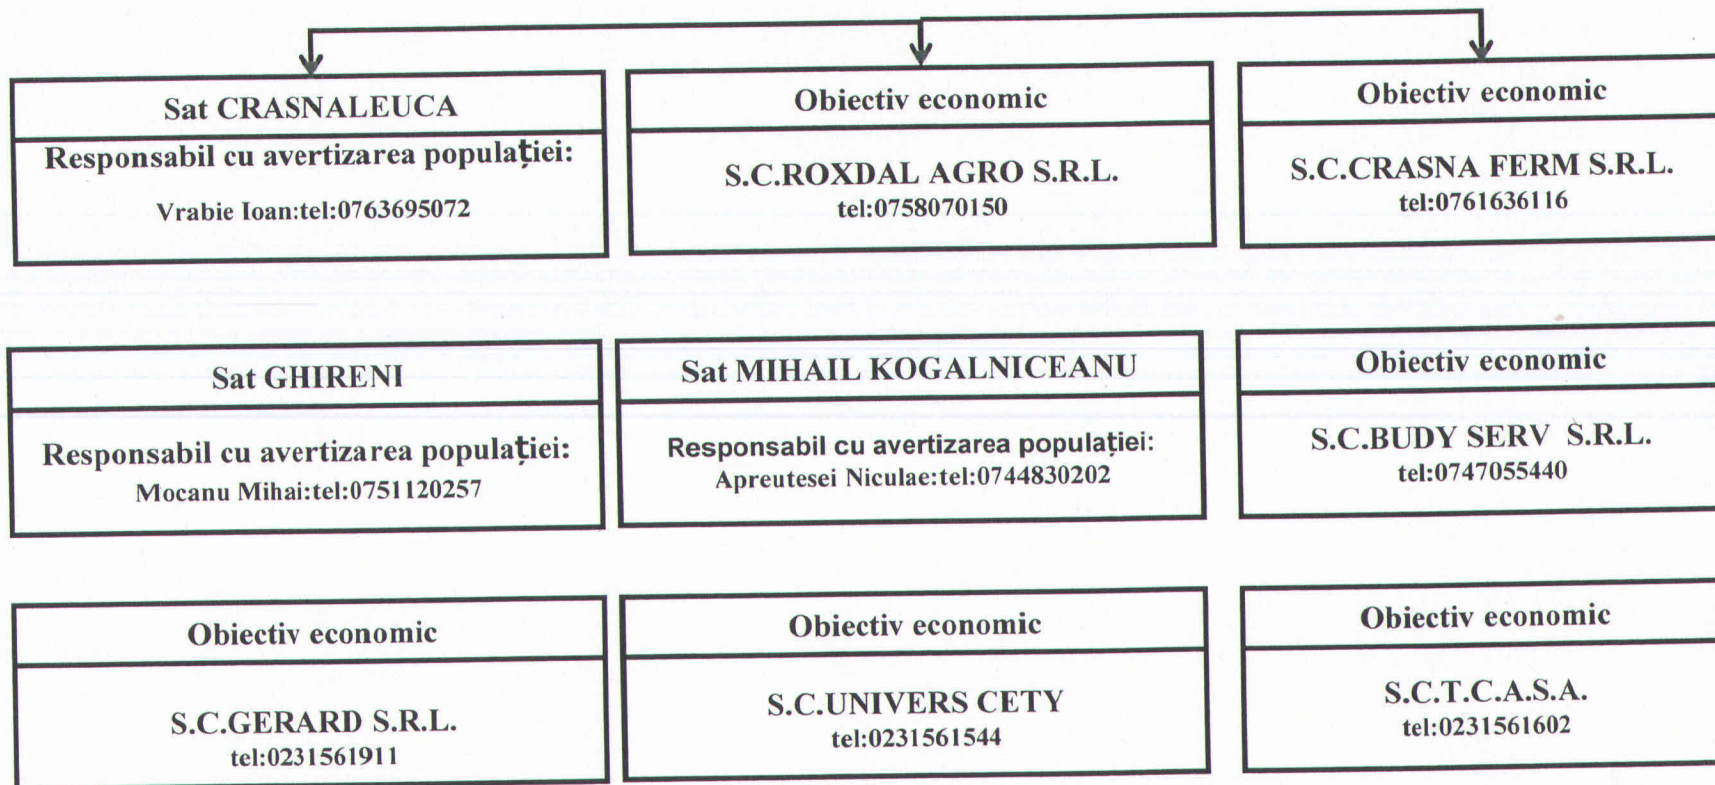 Sat CRASNALEUCA
Responsabil cu avertizarea populației:
Vrabie Ioan:tel:0763695072
Obiectiv economic
S.C.ROXDAL AGRO S.R.L.
tel:0758070150
Obiectiv economic
S.C.CRASNA FERM S.R.L.
tel:0761636116
Sat GHIRENI
Responsabil cu avertizarea populației:
Mocanu Mihai:tel:0751120257
Sat MIHAIL KOGALNICEANU
Responsabil cu avertizarea populației:
Apreutesei Niculae:tel:0744830202
Obiectiv economic
S.C.BUDY SERV S.R.L.
tel:0747055440
Obiectiv economic
S.C.GERARD S.R.L.
tel:0231561911
Obiectiv economic
S.C.UNIVERS CETY
tel:0231561544
Obiectiv economic
S.C.T.C.A.S.A.
tel:0231561602